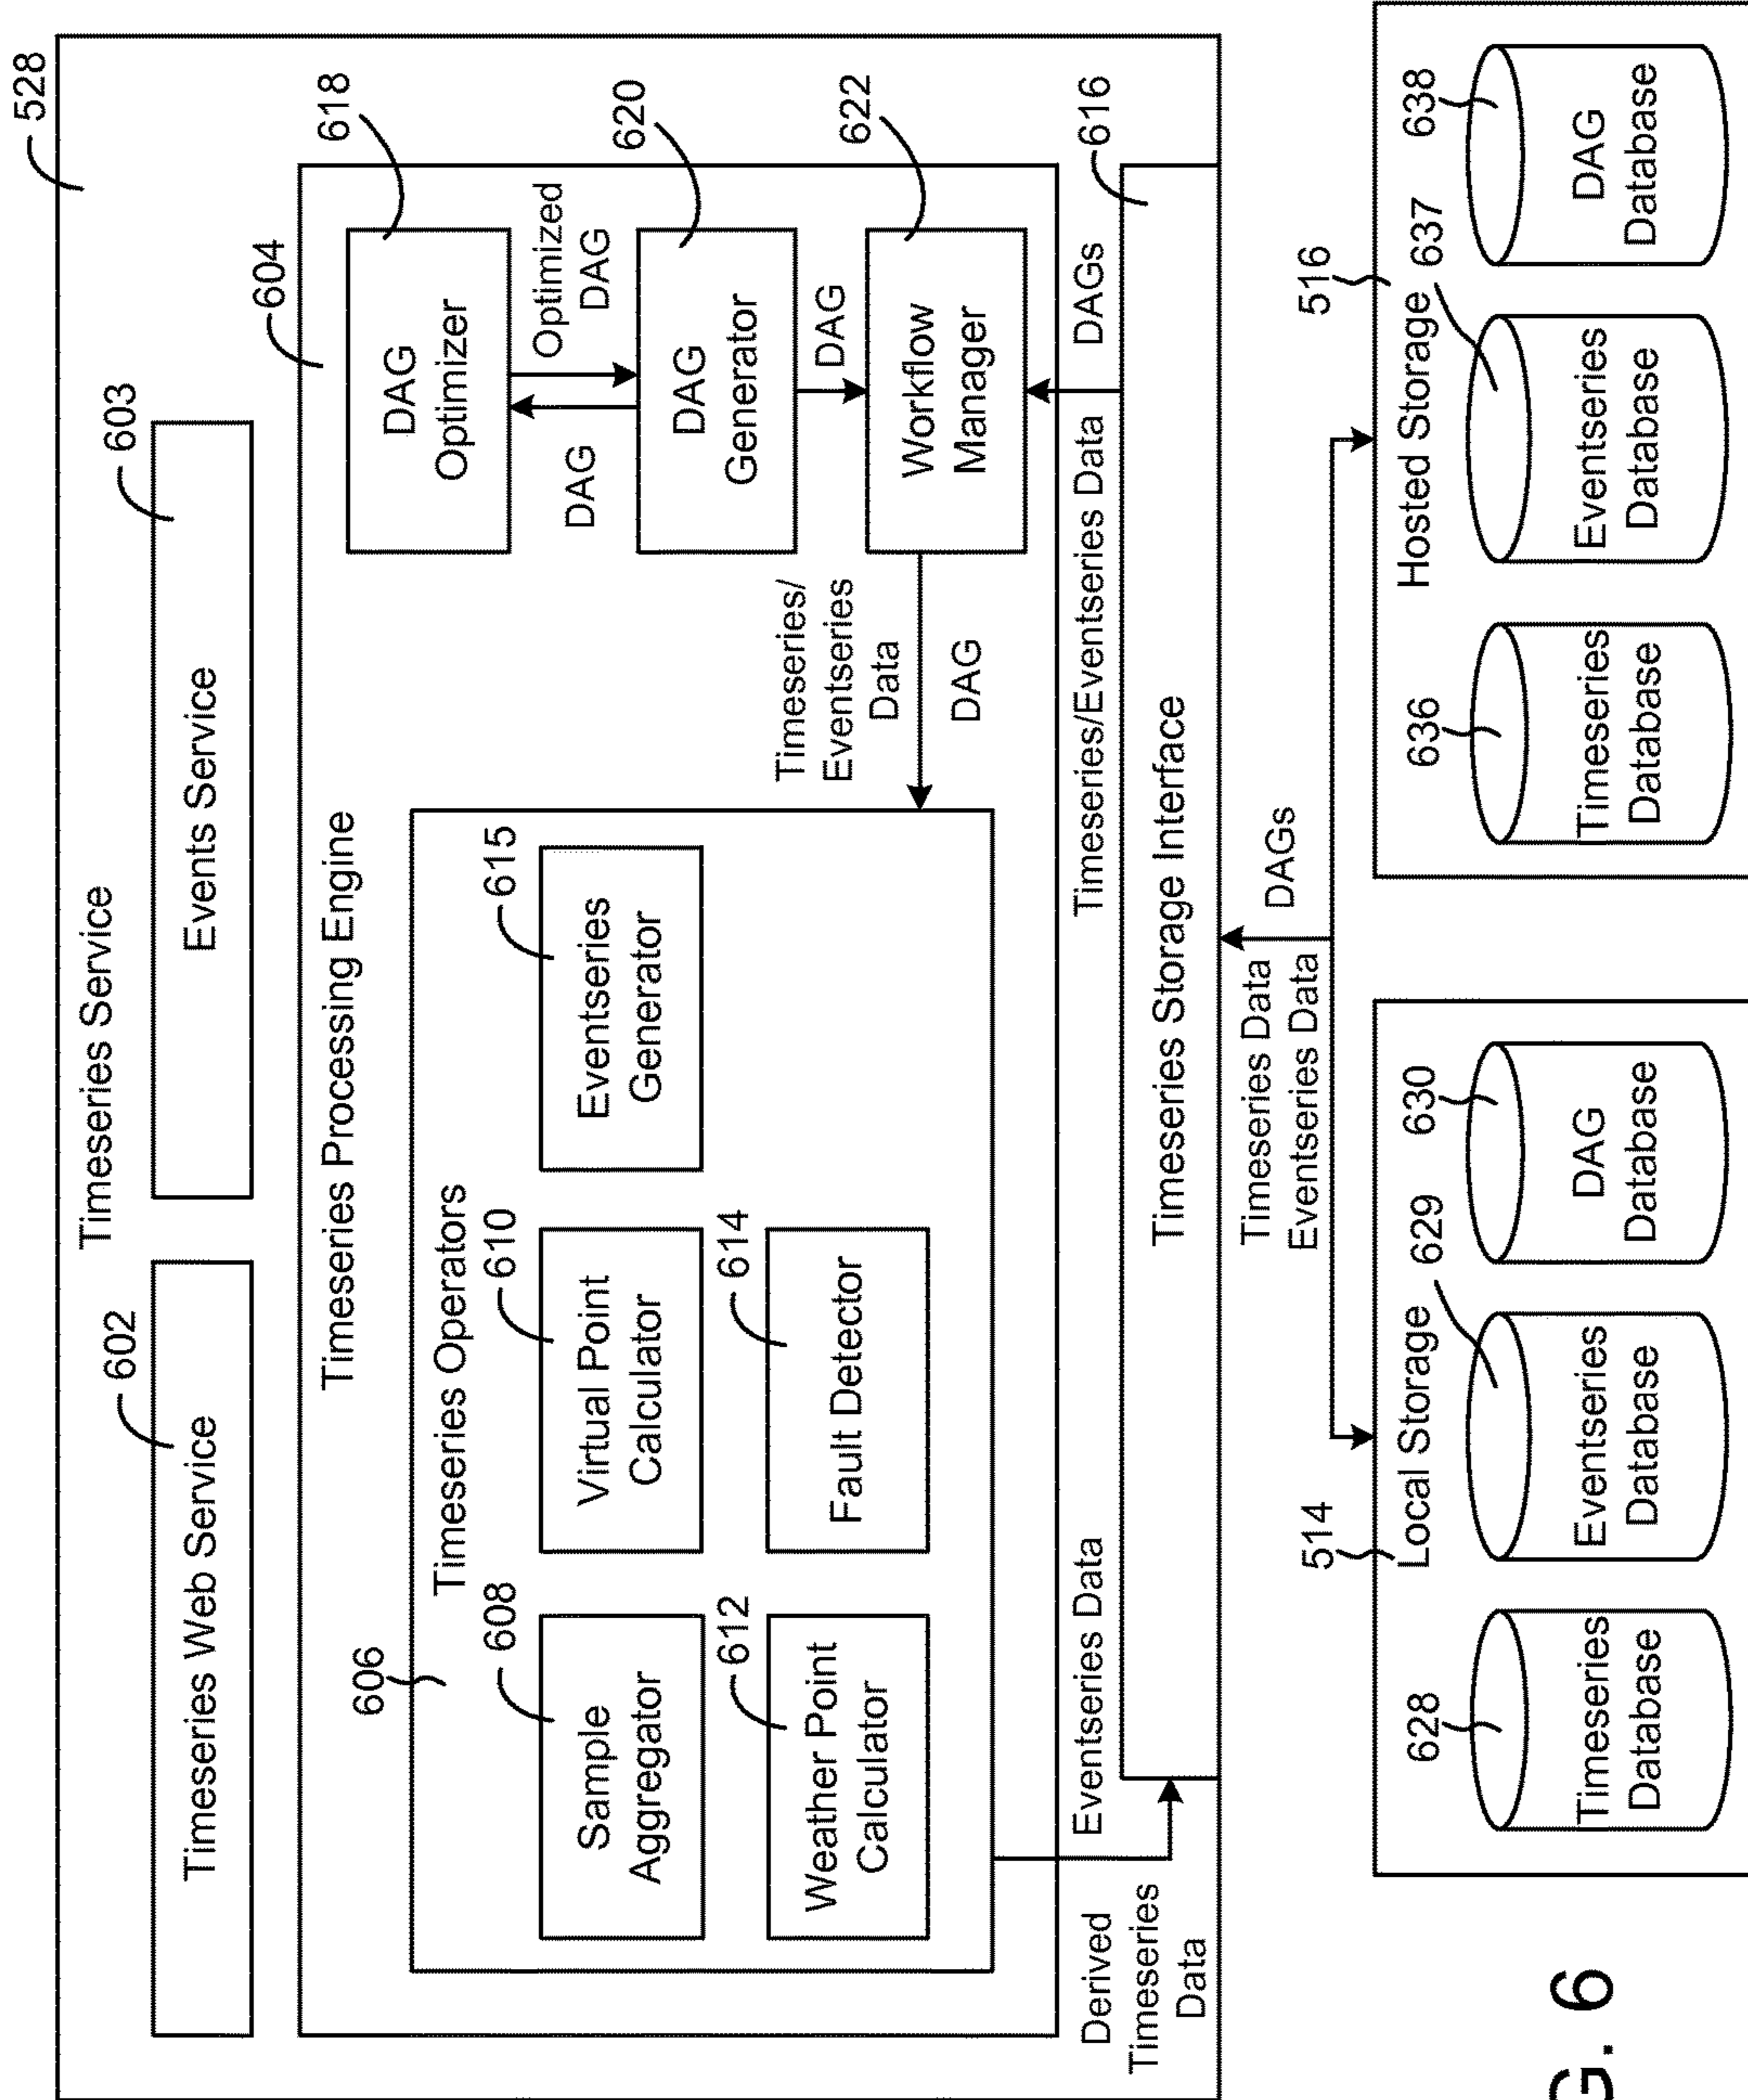 528
Timeseries Service
602
603
Timeseries Web Service
Events Service
604
Timeseries Processing Engine
606
Timeseries Operators
608
Sample
Aggregator
610
Virtual Point
Calculator
615
Eventseries
Generator
612
Weather Point
Calculator
614
Fault Detector
618
DAG
Optimizer
DAG
Optimized
DAG
620
DAG
Generator
DAG
622
Workflow
Manager
Timeseries/
Eventseries
Data
DAG
Derived
Timeseries
Data
Eventseries Data
Timeseries/Eventseries Data
DAGs
616
Timeseries Storage Interface
Timeseries Data
Eventseries Data
DAGs
514
Local Storage
628
Timeseries
Database
629
Eventseries
Database
630
DAG
Database
516
Hosted Storage
636
Timeseries
Database
637
Eventseries
Database
638
DAG
Database
G. 6